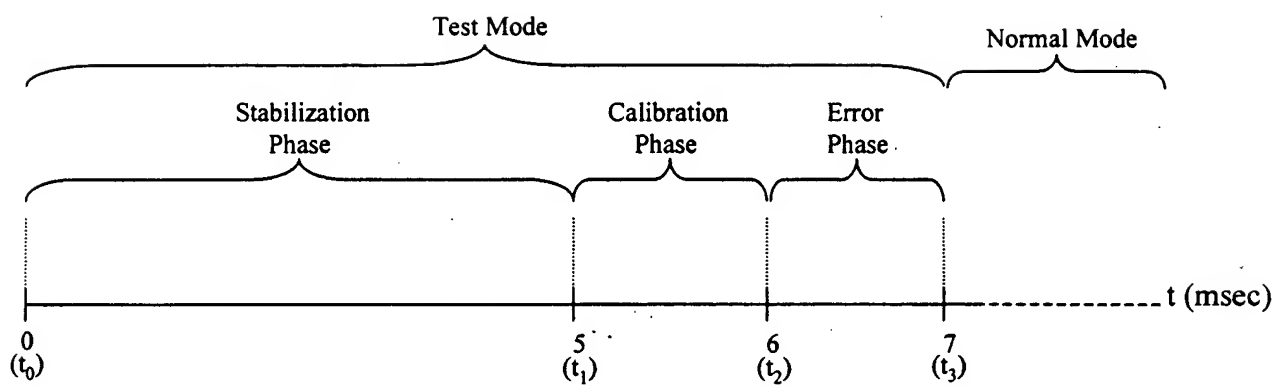 Test Mode
Normal Mode
Stabilization
Phase
Calibration
Phase
Error
Phase
t (msec)
0
(t0)
5
(t1)
6
(t2)
7
(t3)